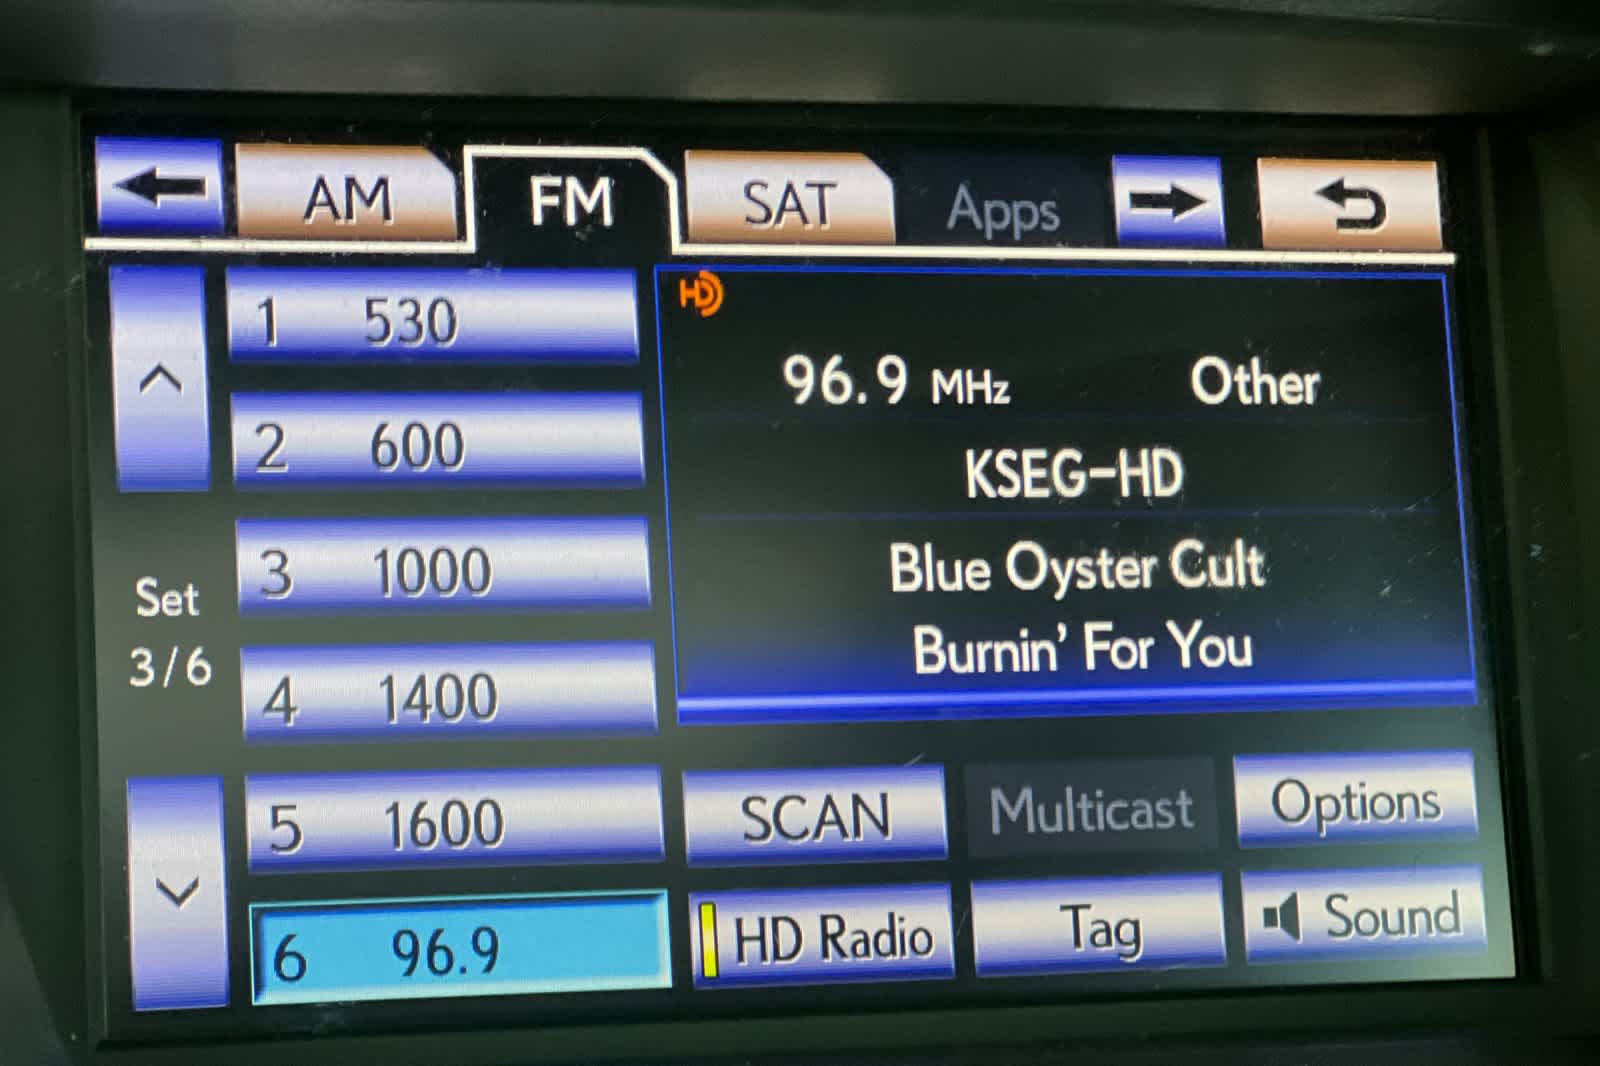 AM FM SAT Apps
HD
1 530
2 600
3 1000
4 1400
5 1600
6 96.9
Set
3/6
96.9 MHz Other
KSEG-HD
Blue Oyster Cult
Burnin' For You
SCAN Multicast Options
HD Radio Tag Sound